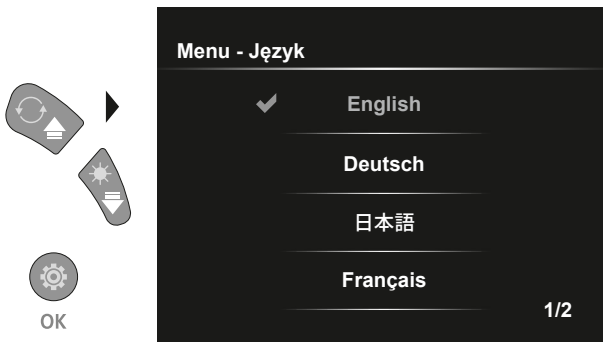 Menu - Język
English
Deutsch
日本語
Français
1/2
OK